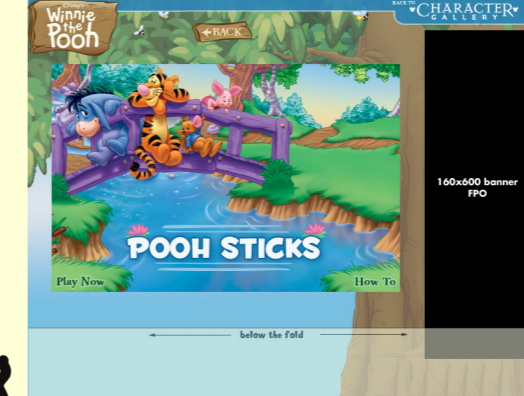 Disney's
Winnie
the
Pooh
BACK
BACK TO
CHARACTER
GALLERY
160x600 banner
FPO
POOH STICKS
Play Now
How To
below the fold